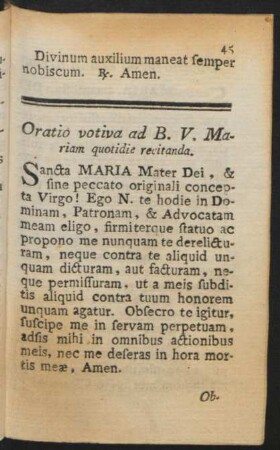 45
Divinum auxilium maneat ſemper
nobiscum. ℟. Amen.
Oratio votiva ad B. V. Ma-
riam quotidie recitanda.
Sancta MARIA Mater Dei, &
ſine peccato originali concep-
ta Virgo! Ego N. te hodie in Do-
minam, Patronam, & Advocatam
meam eligo, firmiterque ſtatuo ac
propono me nunquam te derelictu-
ram, neque contra te aliquid un-
quam dicturam, aut facturam, ne-
que permiſſuram, ut a meis ſubdi-
tis aliquid contra tuum honorem
unquam agatur. Obſecro te igitur,
ſuſcipe me in ſervam perpetuam,
adſis mihi in omnibus actionibus
meis, nec me deſeras in hora mor-
tis meæ, Amen.
Ob-